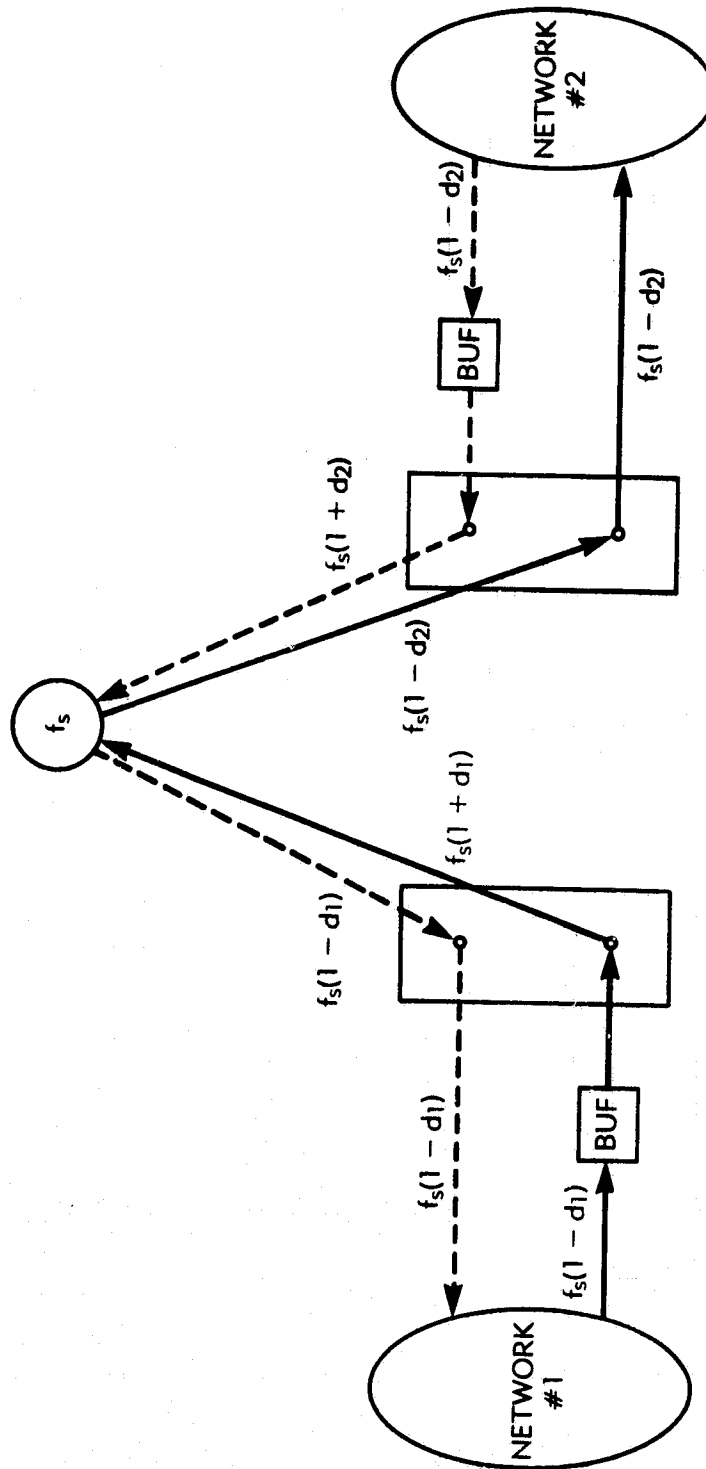 fs
fs(1 − d1)
fs(1 + d1)
fs(1 − d2)
fs(1 + d2)
fs(1 − d1)
fs(1 − d1)
BUF
NETWORK
#1
BUF
fs(1 − d2)
fs(1 − d2)
NETWORK
#2